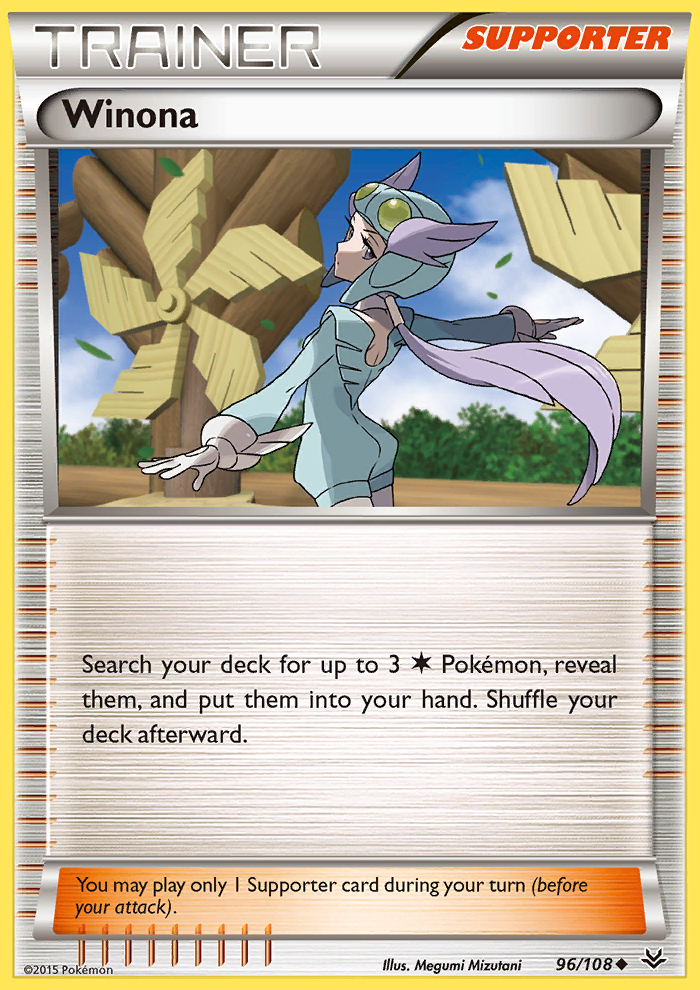 TRAINER
SUPPORTER
Winona
Search your deck for up to 3 Pokémon, reveal
them, and put them into your hand. Shuffle your
deck afterward.
You may play only 1 Supporter card during your turn (before
your attack).
©2015 Pokémon
Illus. Megumi Mizutani
96/108